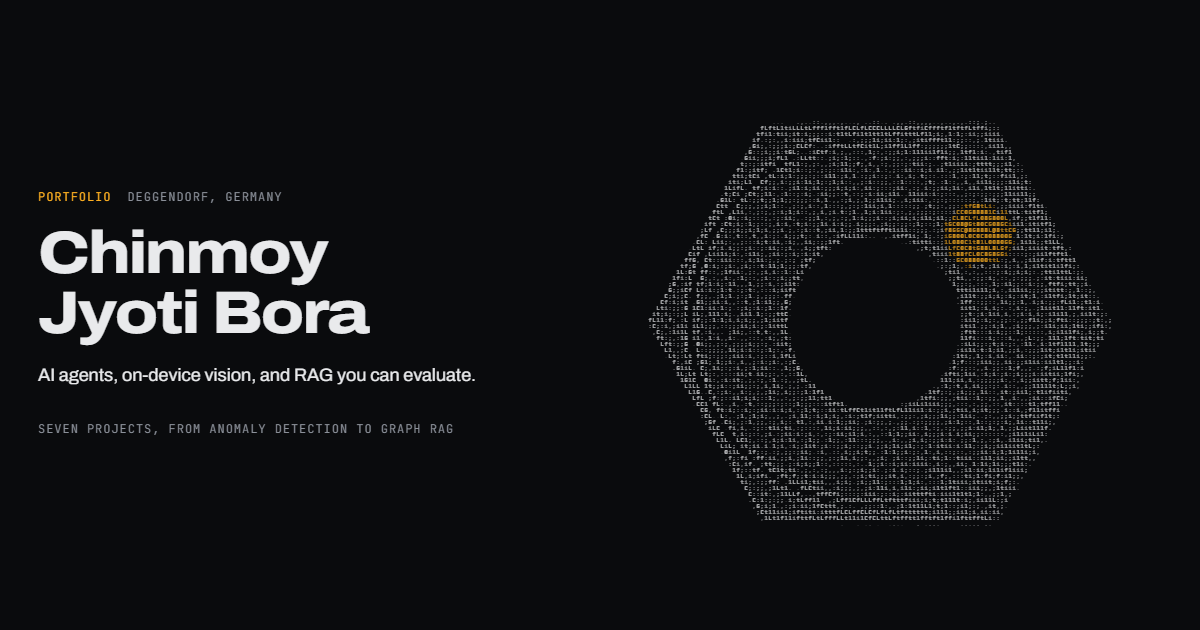 PORTFOLIO DEGGENDORF, GERMANY
Chinmoy
Jyoti Bora
AI agents, on-device vision, and RAG you can evaluate.
SEVEN PROJECTS, FROM ANOMALY DETECTION TO GRAPH RAG